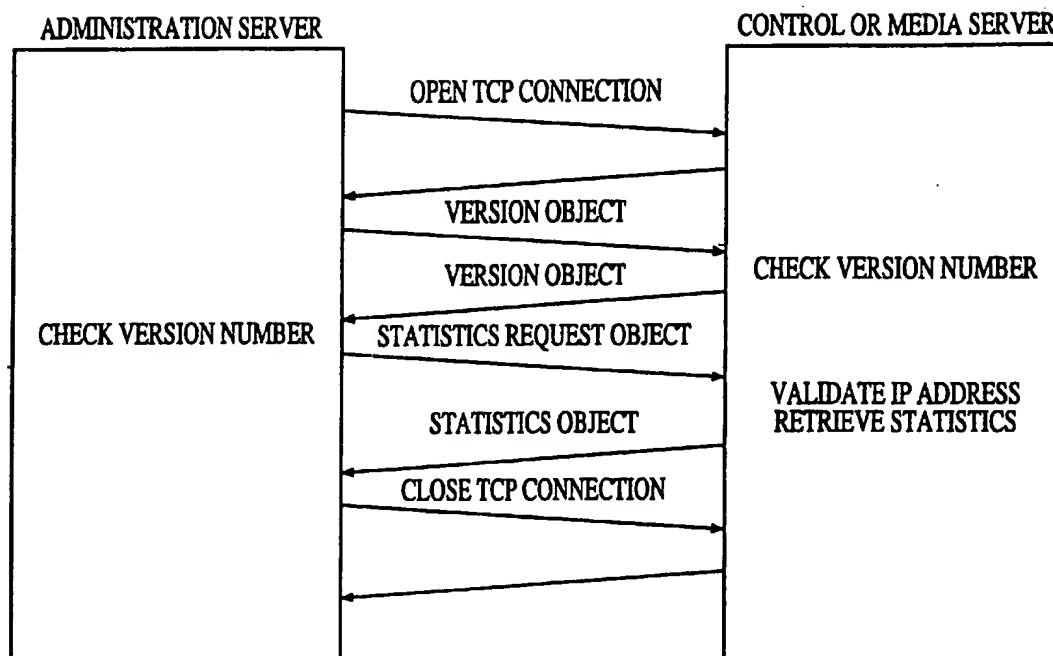 ADMINISTRATION SERVER
CONTROL OR MEDIA SERVER
OPEN TCP CONNECTION
VERSION OBJECT
VERSION OBJECT
CHECK VERSION NUMBER
CHECK VERSION NUMBER
STATISTICS REQUEST OBJECT
VALIDATE IP ADDRESS
RETRIEVE STATISTICS
STATISTICS OBJECT
CLOSE TCP CONNECTION